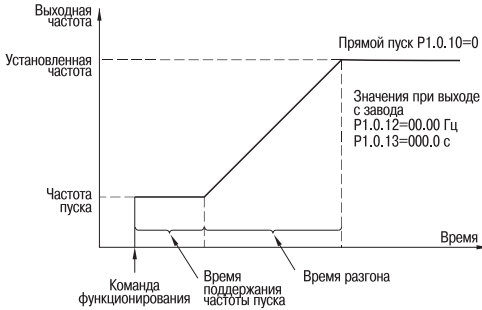 Выходная
частота
Прямой пуск P1.0.10=0
Установленная
частота
Значения при выходе
с завода
P1.0.12=00.00 Гц
P1.0.13=000.0 с
Частота
пуска
Время
Команда
функционирования
Время
поддержания
частоты пуска
Время разгона